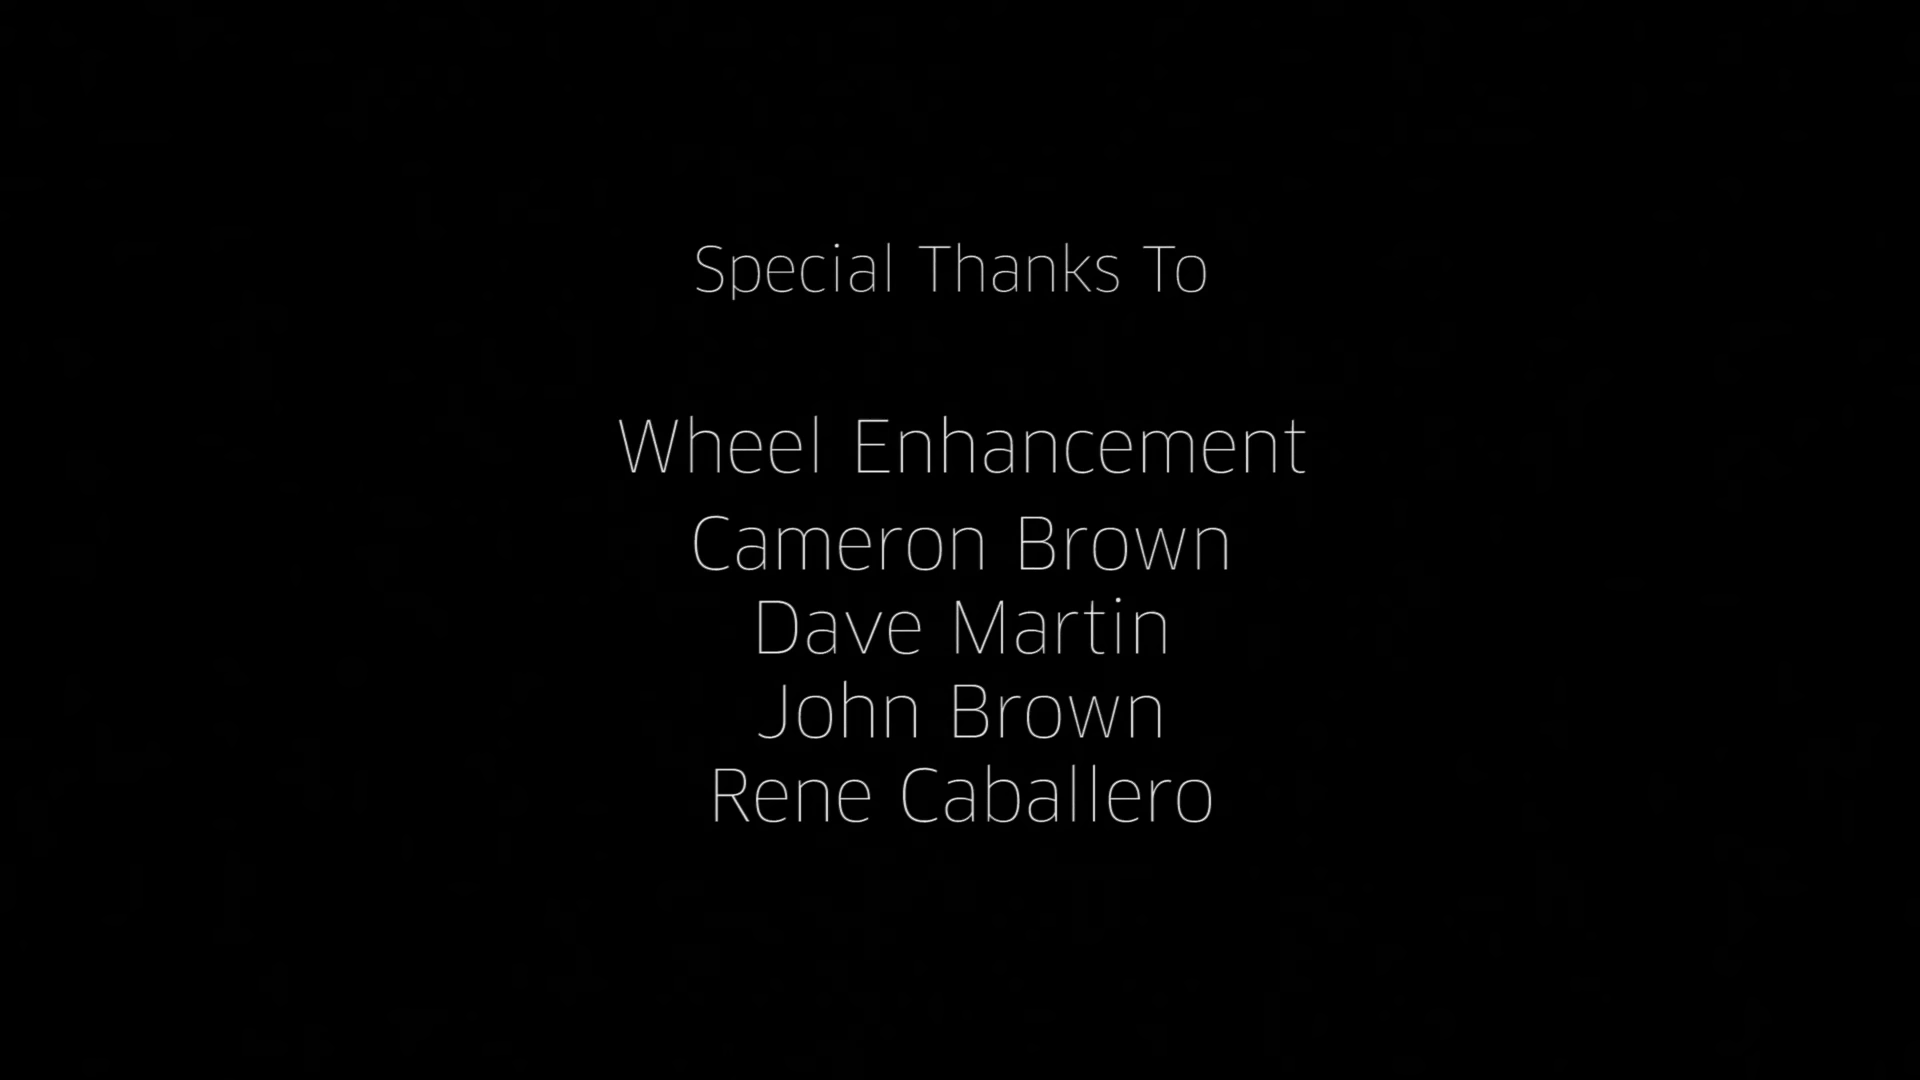 Special Thanks To
Wheel Enhancement
Cameron Brown
Dave Martin
John Brown
Rene Caballero